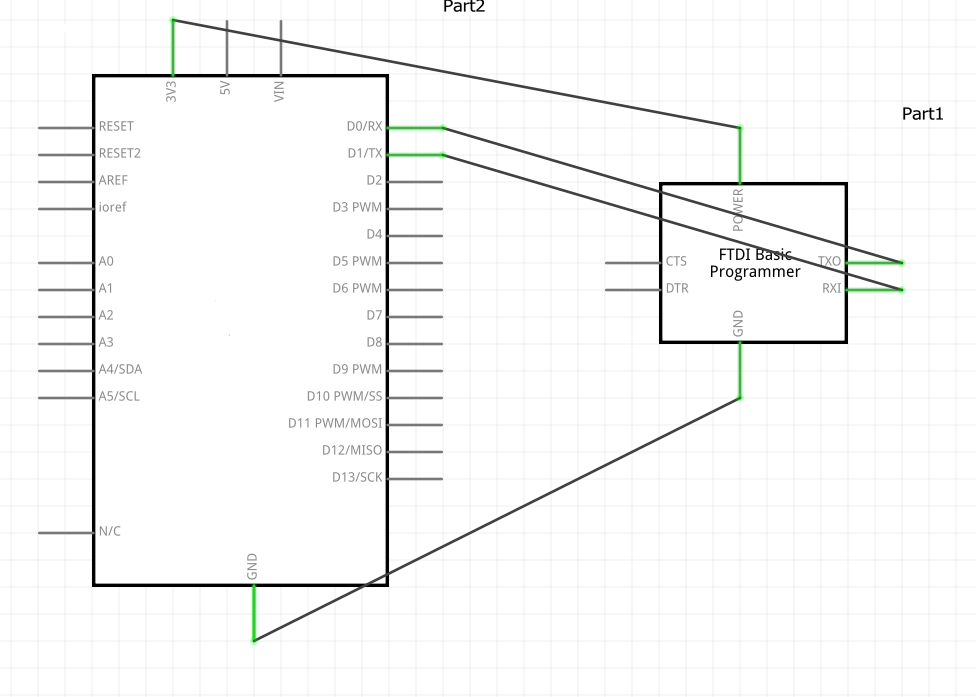 Part2
3V3
5V
VIN
Part1
RESET
RESET2
AREF
ioref
A0
A1
A2
A3
A4/SDA
A5/SCL
N/C
D0/RX
D1/TX
D2
D3 PWM
D4
D5 PWM
D6 PWM
D7
D8
D9 PWM
D10 PWM/SS
D11 PWM/MOSI
D12/MISO
D13/SCK
GND
POWER
CTS
DTR
FTDI Basic
Programmer
TXO
RXI
GND